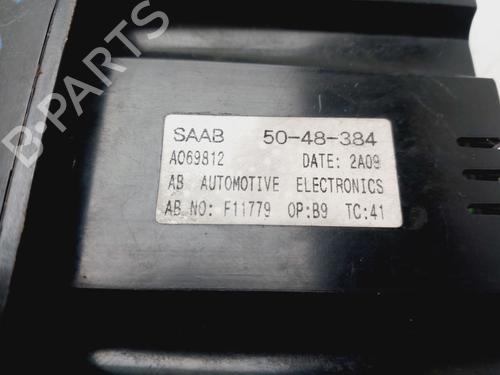 B-PARTS
SAAB 50-48-384
A069812 DATE: 2A09
AB AUTOMOTIVE ELECTRONICS
AB NO: F11779 OP:B9 TC:41